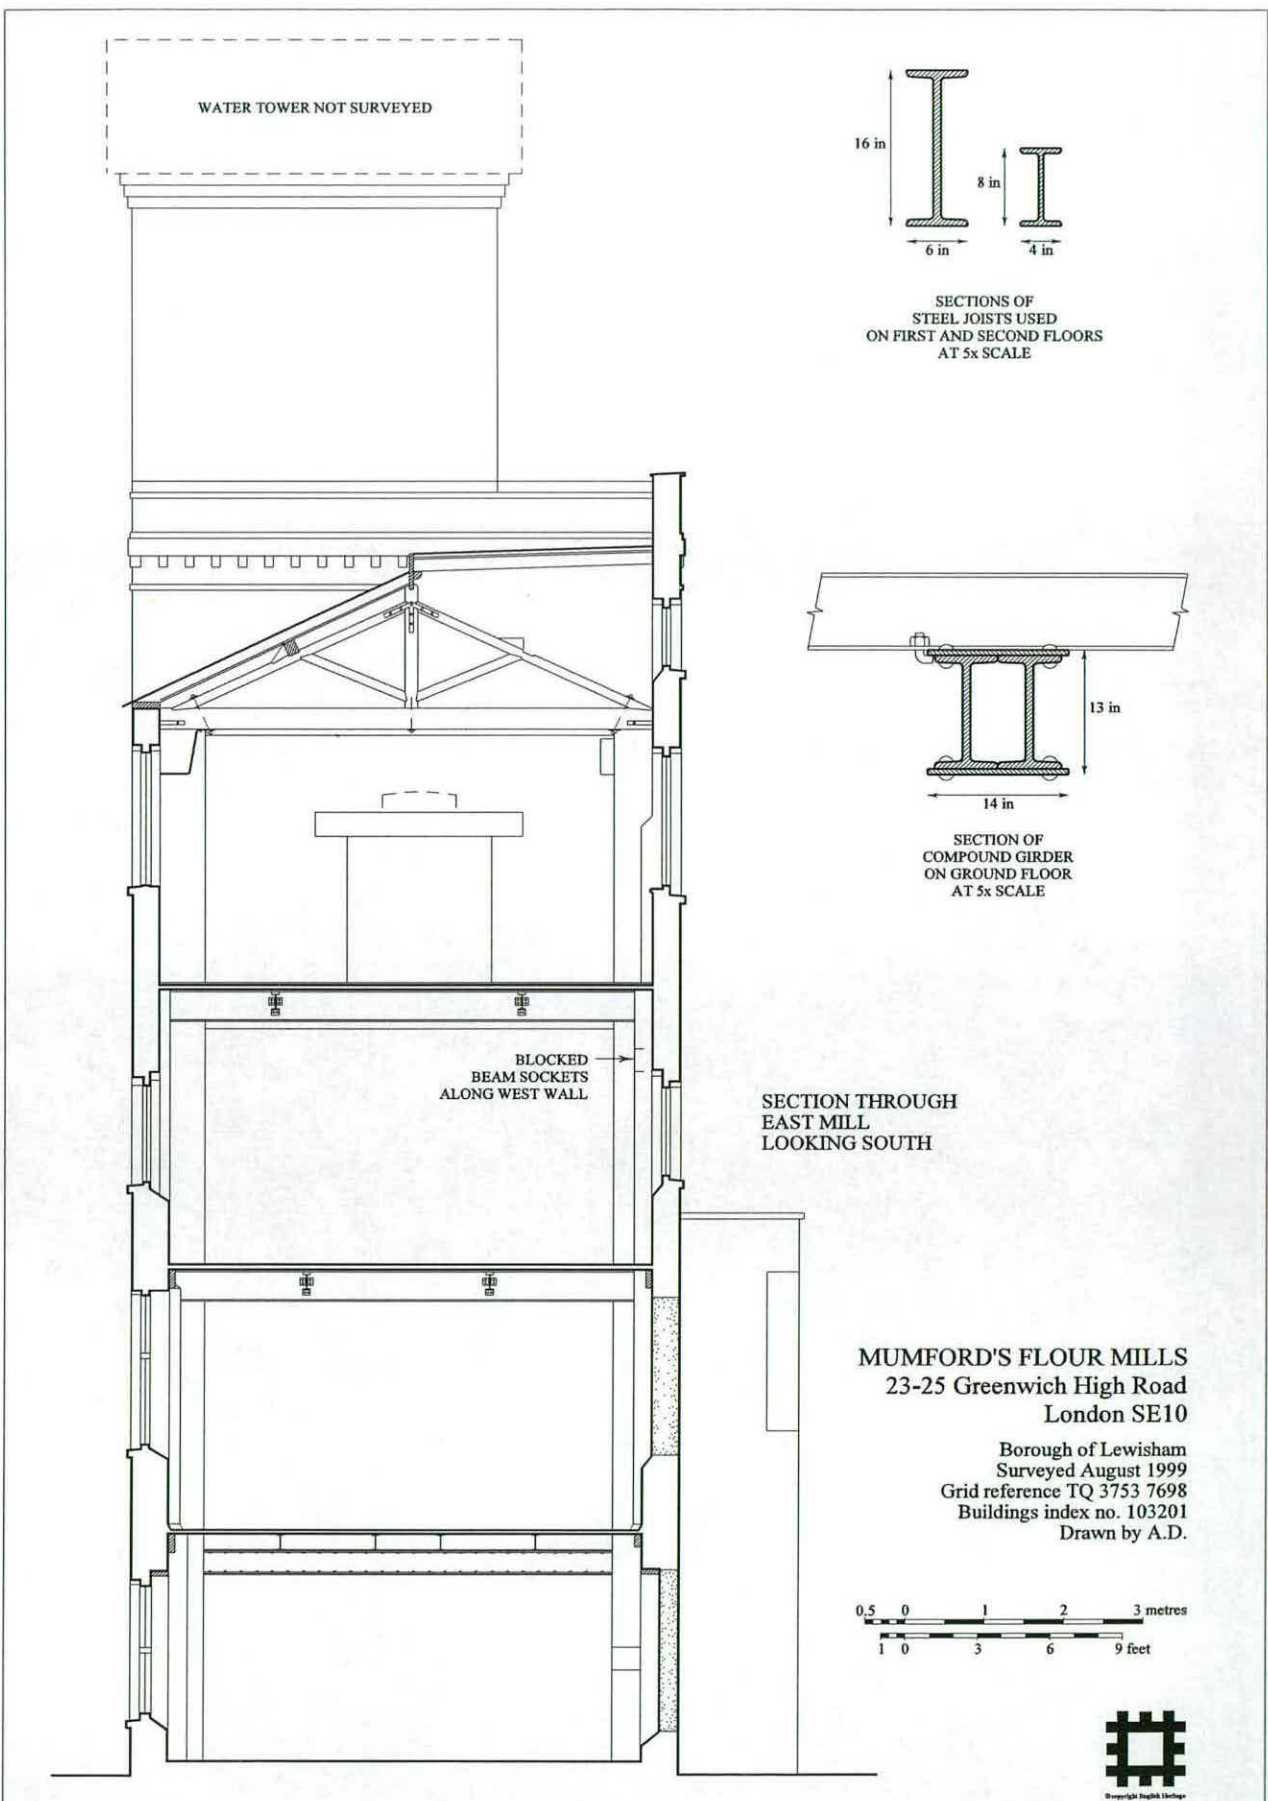 WATER TOWER NOT SURVEYED
16 in
8 in
6 in
4 in
SECTIONS OF
STEEL JOISTS USED
ON FIRST AND SECOND FLOORS
AT 5x SCALE
13 in
14 in
SECTION OF
COMPOUND GIRDER
ON GROUND FLOOR
AT 5x SCALE
BLOCKED
BEAM SOCKETS
ALONG WEST WALL
SECTION THROUGH
EAST MILL
LOOKING SOUTH
MUMFORD'S FLOUR MILLS
23-25 Greenwich High Road
London SE10
Borough of Lewisham
Surveyed August 1999
Grid reference TQ 3753 7698
Buildings index no. 103201
Drawn by A.D.
0.5 0 1 2 3 metres
1 0 3 6 9 feet
© copyright English Heritage